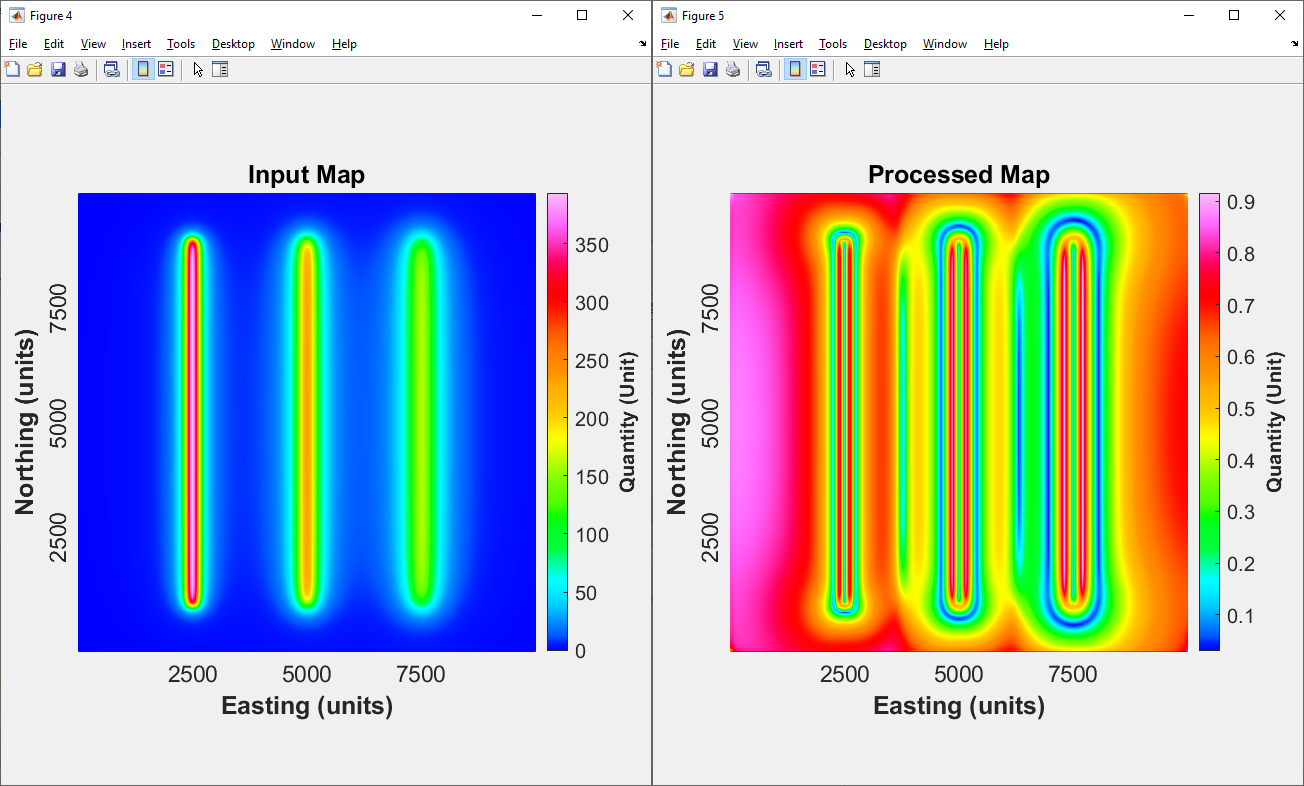 Figure 4
File Edit View Insert Tools Desktop Window Help
Input Map
Northing (units)
7500
5000
2500
2500 5000 7500
Easting (units)
350
300
250
200
150
100
50
0
Quantity (Unit)
Figure 5
File Edit View Insert Tools Desktop Window Help
Processed Map
Northing (units)
7500
5000
2500
2500 5000 7500
Easting (units)
0.9
0.8
0.7
0.6
0.5
0.4
0.3
0.2
0.1
Quantity (Unit)